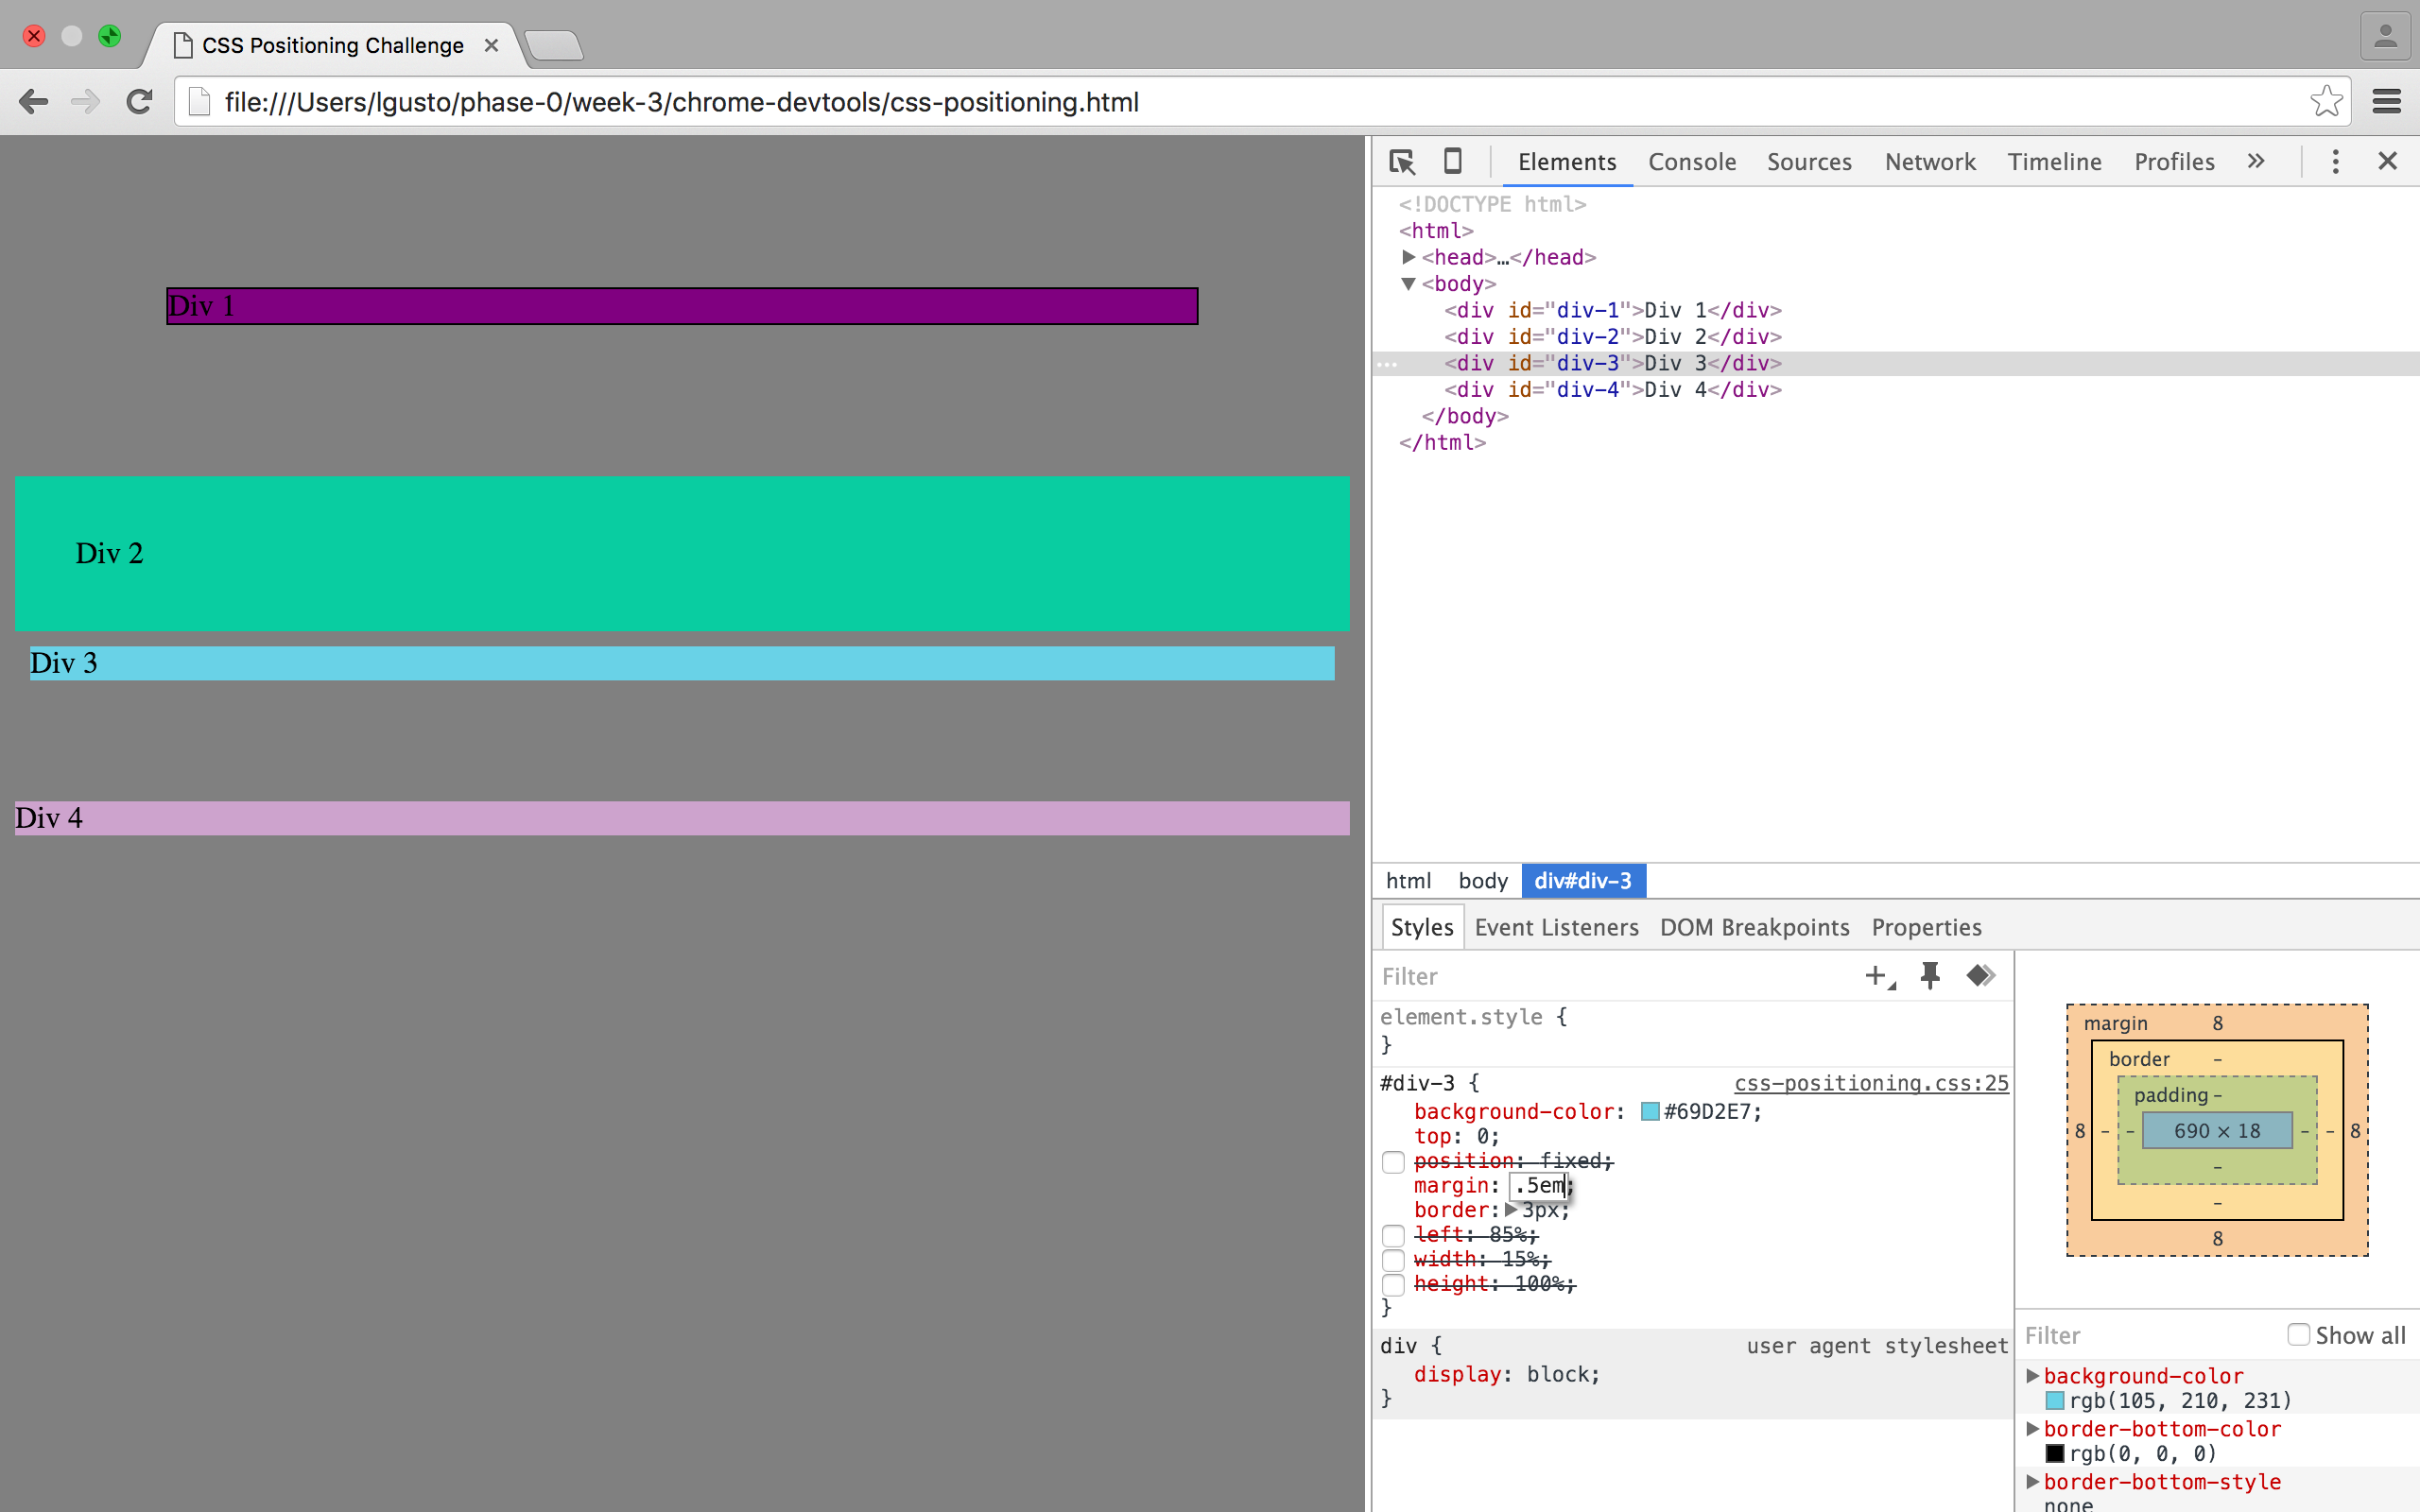 CSS Positioning Challenge
file:///Users/lgusto/phase-0/week-3/chrome-devtools/css-positioning.html
Div 1
Div 2
Div 3
Div 4
Elements Console Sources Network Timeline Profiles »
<!DOCTYPE html>
<html>
<head>…</head>
<body>
<div id="div-1">Div 1</div>
<div id="div-2">Div 2</div>
<div id="div-3">Div 3</div>
<div id="div-4">Div 4</div>
</body>
</html>
html body div#div-3
Styles Event Listeners DOM Breakpoints Properties
Filter
element.style {
}
#div-3 { css-positioning.css:25
background-color: #69D2E7;
top: 0;
position: fixed;
margin: .5em;
border: 3px;
left: 85%;
width: 15%;
height: 100%;
}
div { user agent stylesheet
display: block;
}
margin 8
border –
padding –
8 – – 690 × 18 – – 8
–
–
8
Filter Show all
background-color
rgb(105, 210, 231)
border-bottom-color
rgb(0, 0, 0)
border-bottom-style
none